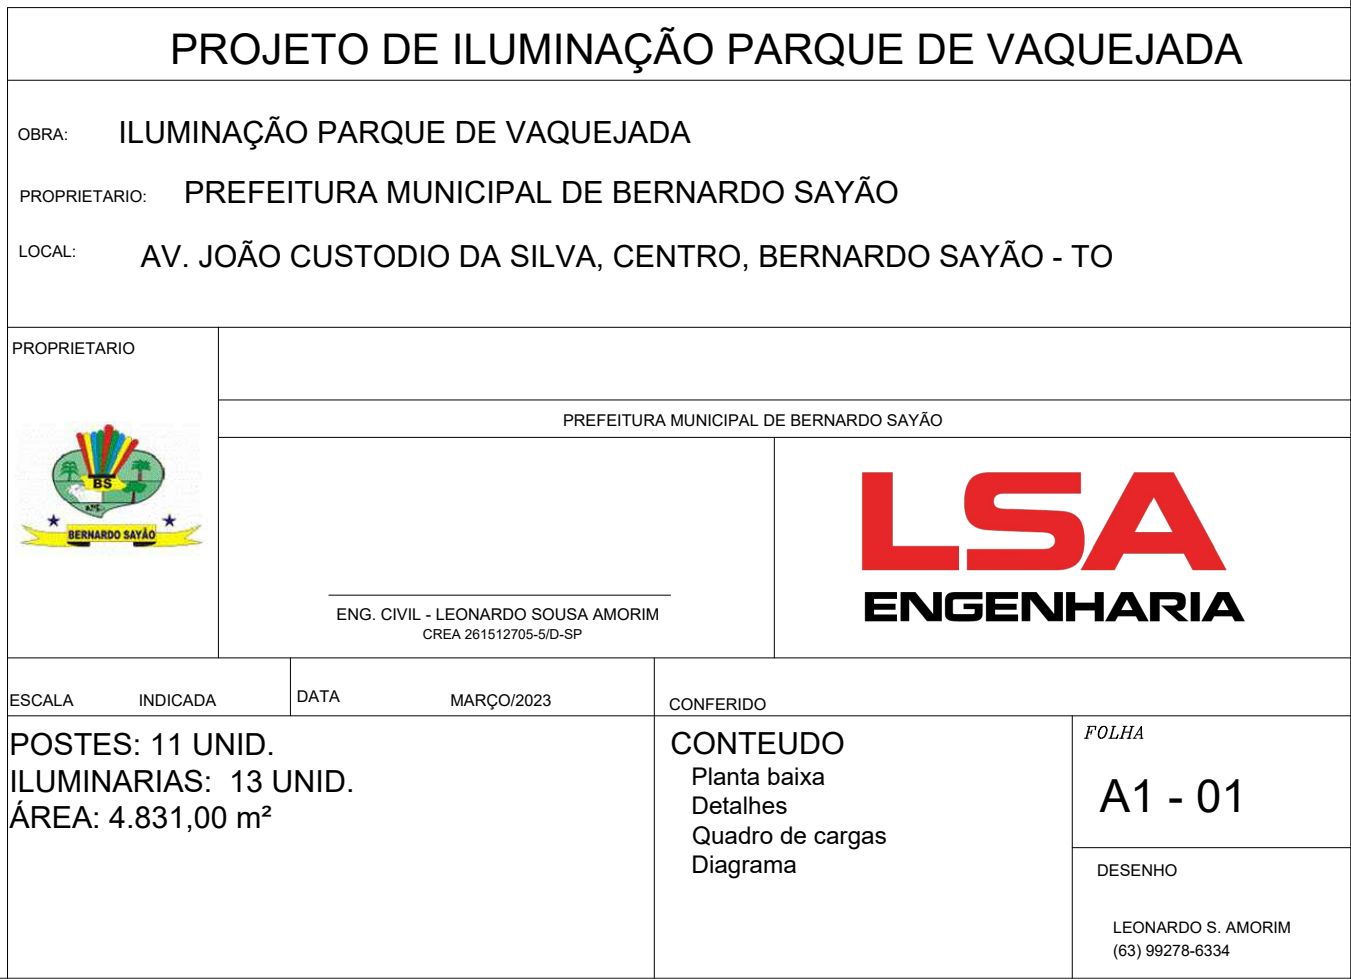 PROJETO DE ILUMINAÇÃO PARQUE DE VAQUEJADA
OBRA: ILUMINAÇÃO PARQUE DE VAQUEJADA
PROPRIETARIO: PREFEITURA MUNICIPAL DE BERNARDO SAYÃO
LOCAL: AV. JOÃO CUSTODIO DA SILVA, CENTRO, BERNARDO SAYÃO - TO
PROPRIETARIO
BS
BERNARDO SAYÃO
PREFEITURA MUNICIPAL DE BERNARDO SAYÃO
ENG. CIVIL - LEONARDO SOUSA AMORIM
CREA 261512705-5/D-SP
LSA
ENGENHARIA
ESCALA INDICADA
DATA MARÇO/2023
CONFERIDO
POSTES: 11 UNID.
ILUMINARIAS: 13 UNID.
ÁREA: 4.831,00 m²
CONTEUDO
Planta baixa
Detalhes
Quadro de cargas
Diagrama
FOLHA
A1 - 01
DESENHO
LEONARDO S. AMORIM
(63) 99278-6334